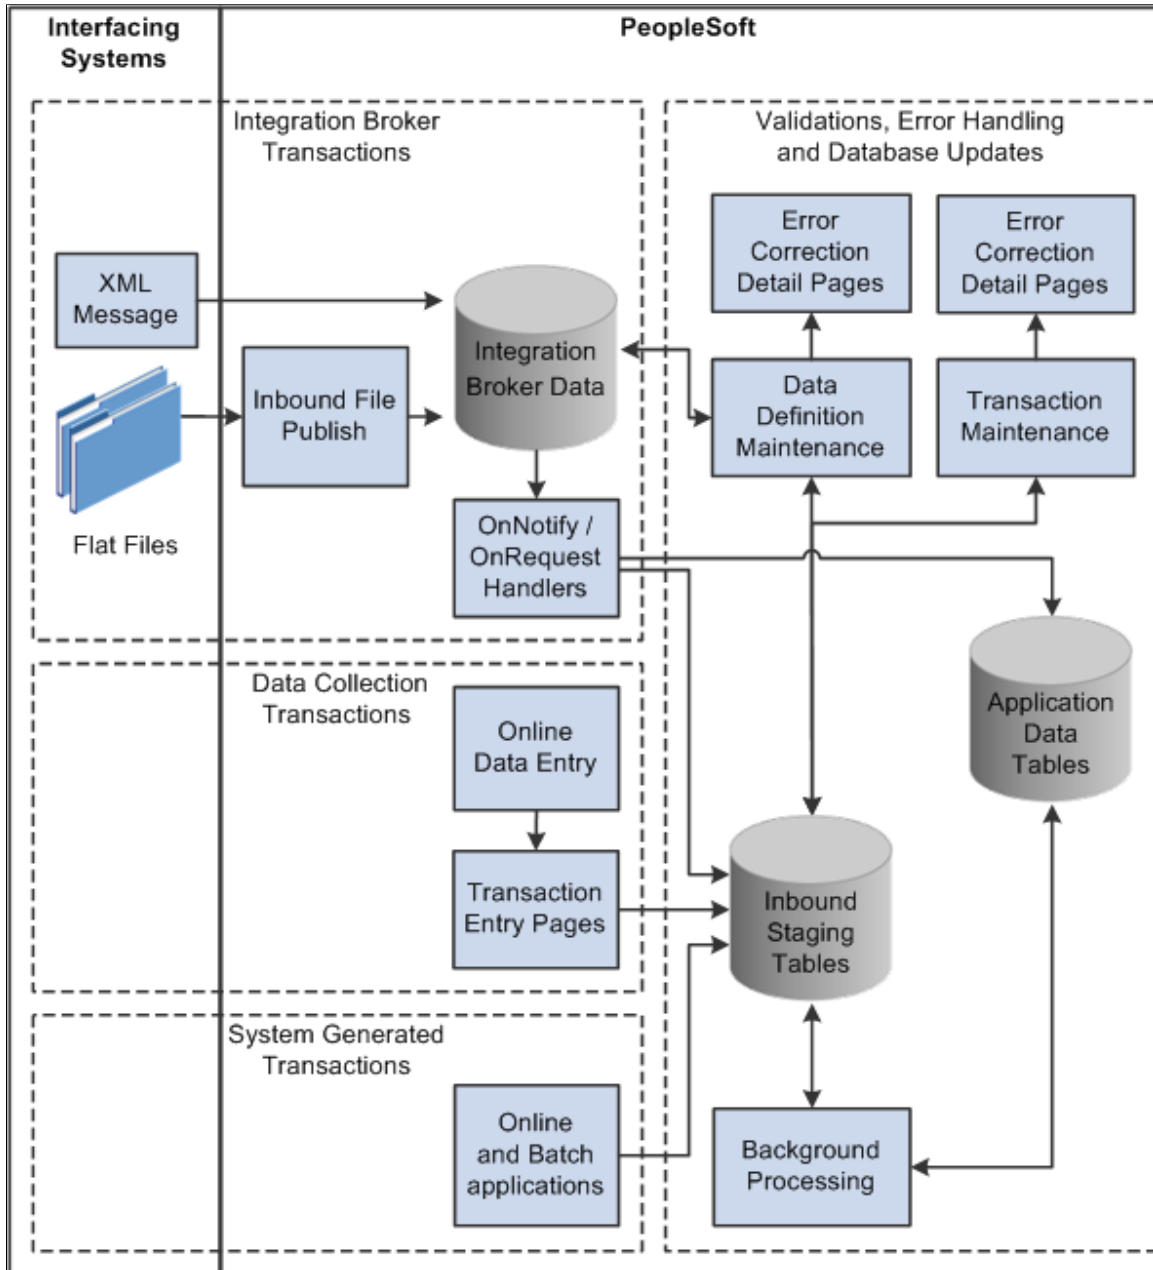 Interfacing
Systems
PeopleSoft
Integration Broker
Transactions
XML
Message
Flat Files
Inbound File
Publish
Integration
Broker Data
OnNotify /
OnRequest
Handlers
Data Collection
Transactions
Online
Data Entry
Transaction
Entry Pages
System Generated
Transactions
Online
and Batch
applications
Validations, Error Handling
and Database Updates
Error
Correction
Detail Pages
Error
Correction
Detail Pages
Data
Definition
Maintenance
Transaction
Maintenance
Application
Data
Tables
Inbound
Staging
Tables
Background
Processing